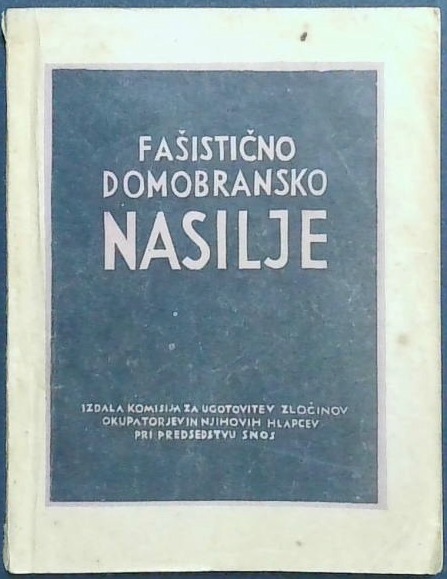 FAŠISTIČNO
DOMOBRANSKO
NASILJE
IZDALA KOMISIJA ZA UGOTOVITEV ZLOČINOV
OKUPATORJEV IN NJIHOVIH HLAPCEV
PRI PREDSEDSTVU SNOS